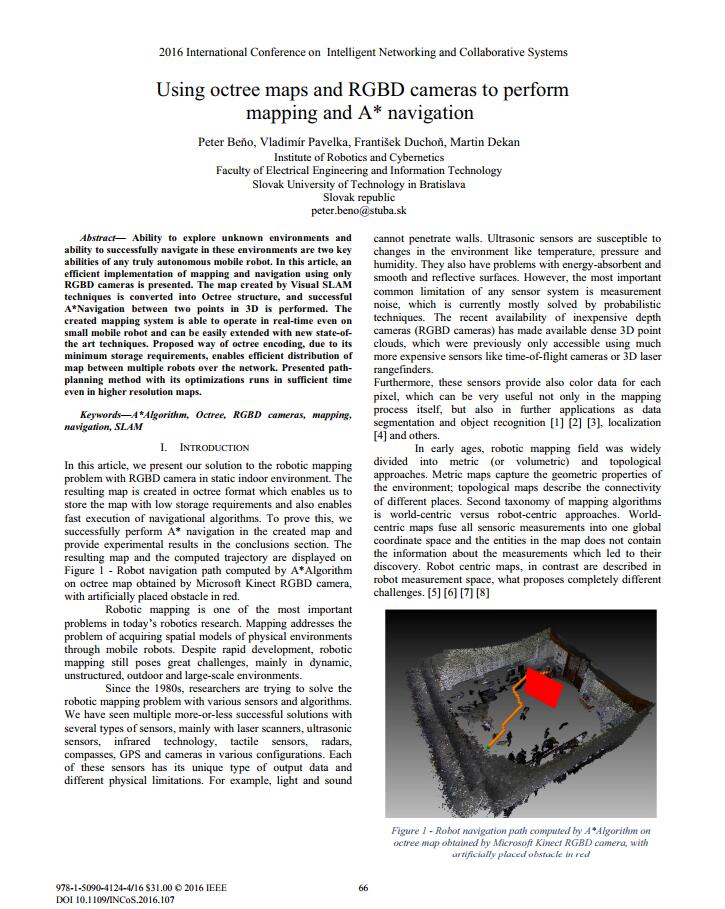 2016 International Conference on Intelligent Networking and Collaborative Systems
Using octree maps and RGBD cameras to perform
mapping and A* navigation
Peter Beňo, Vladimír Pavelka, František Duchoň, Martin Dekan
Institute of Robotics and Cybernetics
Faculty of Electrical Engineering and Information Technology
Slovak University of Technology in Bratislava
Slovak republic
peter.beno@stuba.sk
Abstract— Ability to explore unknown environments and
ability to successfully navigate in these environments are two key
abilities of any truly autonomous mobile robot. In this article, an
efficient implementation of mapping and navigation using only
RGBD cameras is presented. The map created by Visual SLAM
techniques is converted into Octree structure, and successful
A*Navigation between two points in 3D is performed. The
created mapping system is able to operate in real-time even on
small mobile robot and can be easily extended with new state-of-
the art techniques. Proposed way of octree encoding, due to its
minimum storage requirements, enables efficient distribution of
map between multiple robots over the network. Presented path-
planning method with its optimizations runs in sufficient time
even in higher resolution maps.
Keywords—A*Algorithm, Octree, RGBD cameras, mapping,
navigation, SLAM
I. INTRODUCTION
In this article, we present our solution to the robotic mapping
problem with RGBD camera in static indoor environment. The
resulting map is created in octree format which enables us to
store the map with low storage requirements and also enables
fast execution of navigational algorithms. To prove this, we
successfully perform A* navigation in the created map and
provide experimental results in the conclusions section. The
resulting map and the computed trajectory are displayed on
Figure 1 - Robot navigation path computed by A*Algorithm
on octree map obtained by Microsoft Kinect RGBD camera,
with artificially placed obstacle in red.
Robotic mapping is one of the most important
problems in today's robotics research. Mapping addresses the
problem of acquiring spatial models of physical environments
through mobile robots. Despite rapid development, robotic
mapping still poses great challenges, mainly in dynamic,
unstructured, outdoor and large-scale environments.
Since the 1980s, researchers are trying to solve the
robotic mapping problem with various sensors and algorithms.
We have seen multiple more-or-less successful solutions with
several types of sensors, mainly with laser scanners, ultrasonic
sensors, infrared technology, tactile sensors, radars,
compasses, GPS and cameras in various configurations. Each
of these sensors has its unique type of output data and
different physical limitations. For example, light and sound
cannot penetrate walls. Ultrasonic sensors are susceptible to
changes in the environment like temperature, pressure and
humidity. They also have problems with energy-absorbent and
smooth and reflective surfaces. However, the most important
common limitation of any sensor system is measurement
noise, which is currently mostly solved by probabilistic
techniques. The recent availability of inexpensive depth
cameras (RGBD cameras) has made available dense 3D point
clouds, which were previously only accessible using much
more expensive sensors like time-of-flight cameras or 3D laser
rangefinders.
Furthermore, these sensors provide also color data for each
pixel, which can be very useful not only in the mapping
process itself, but also in further applications as data
segmentation and object recognition [1] [2] [3], localization
[4] and others.
In early ages, robotic mapping field was widely
divided into metric (or volumetric) and topological
approaches. Metric maps capture the geometric properties of
the environment; topological maps describe the connectivity
of different places. Second taxonomy of mapping algorithms
is world-centric versus robot-centric approaches. World-
centric maps fuse all sensoric measurements into one global
coordinate space and the entities in the map does not contain
the information about the measurements which led to their
discovery. Robot centric maps, in contrast are described in
robot measurement space, what proposes completely different
challenges. [5] [6] [7] [8]
Figure 1 - Robot navigation path computed by A*Algorithm on
octree map obtained by Microsoft Kinect RGBD camera, with
artificially placed obstacle in red
978-1-5090-4124-4/16 $31.00 © 2016 IEEE
DOI 10.1109/INCoS.2016.107
66